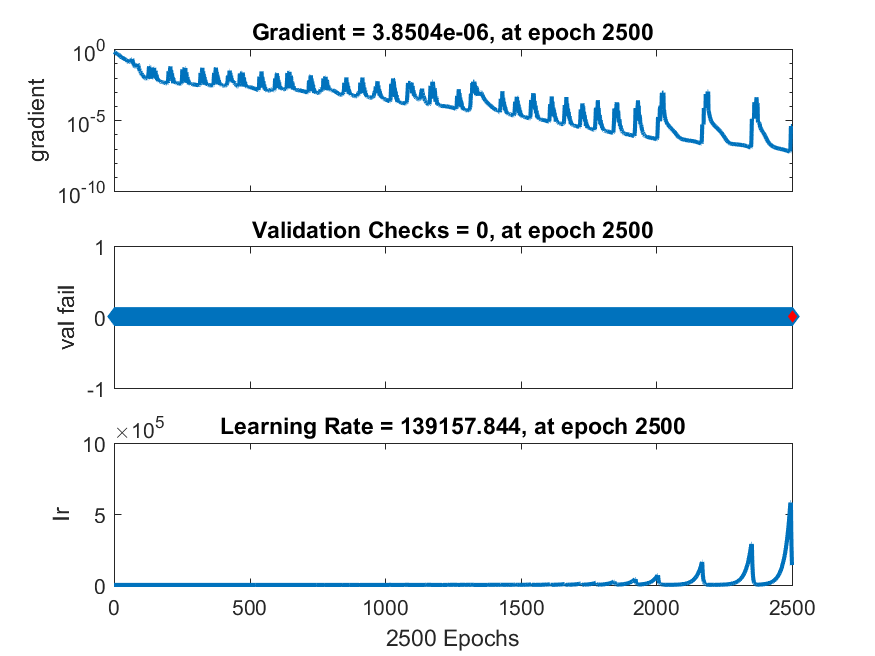 Gradient = 3.8504e-06, at epoch 2500
10^0
10^-5
10^-10
gradient
Validation Checks = 0, at epoch 2500
1
0
-1
val fail
Learning Rate = 139157.844, at epoch 2500
×10^5
10
5
0
lr
0 500 1000 1500 2000 2500
2500 Epochs